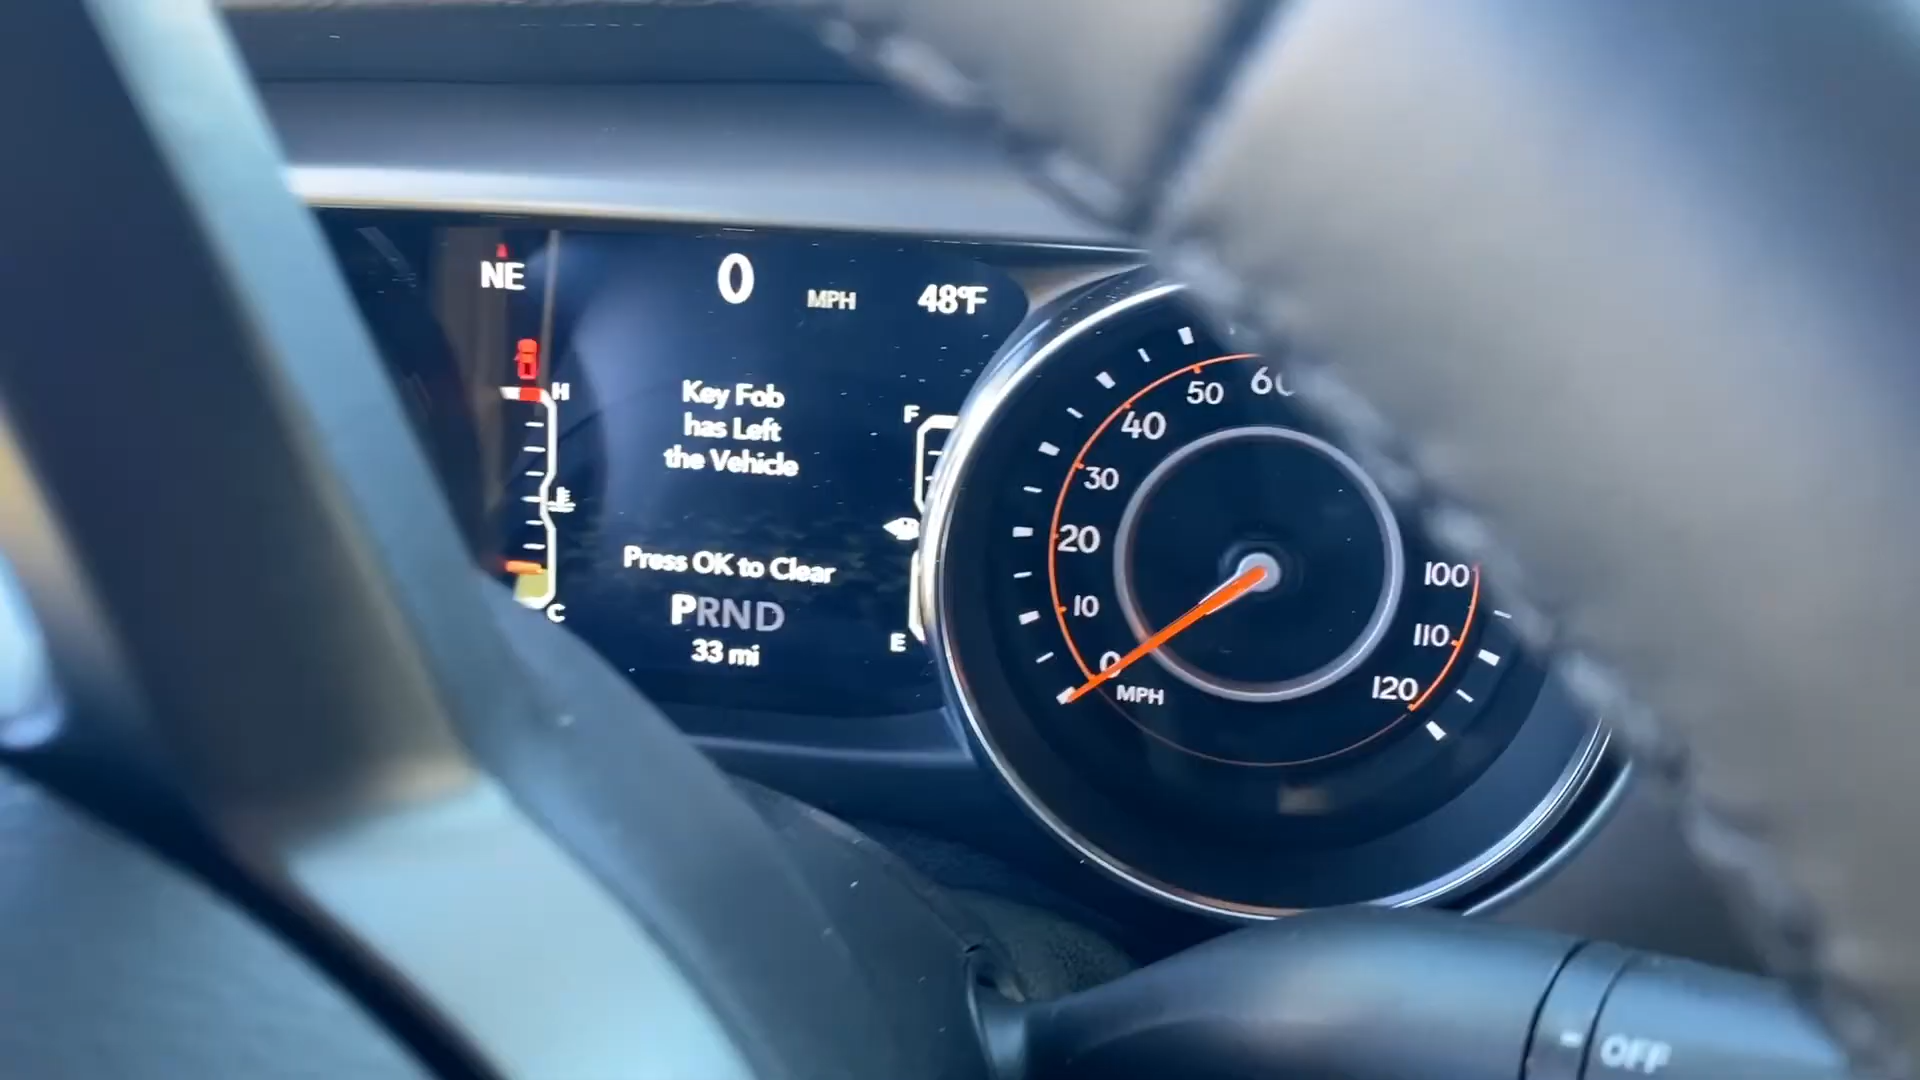 NE
0 MPH 48°F
H
Key Fob
has Left
the Vehicle
F
Press OK to Clear
C
PRND
E
33 mi
0
10
20
30
40
50
60
100
110
120
MPH
OFF